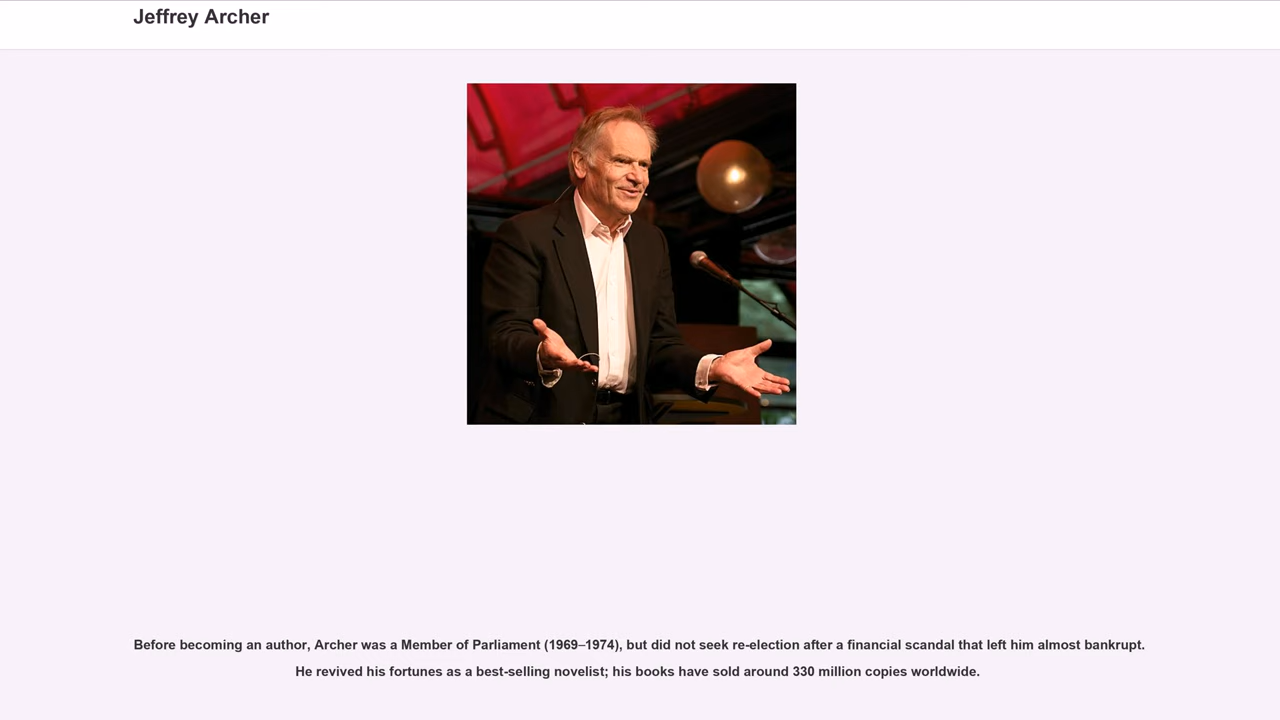 Jeffrey Archer
Before becoming an author, Archer was a Member of Parliament (1969–1974), but did not seek re-election after a financial scandal that left him almost bankrupt.
He revived his fortunes as a best-selling novelist; his books have sold around 330 million copies worldwide.